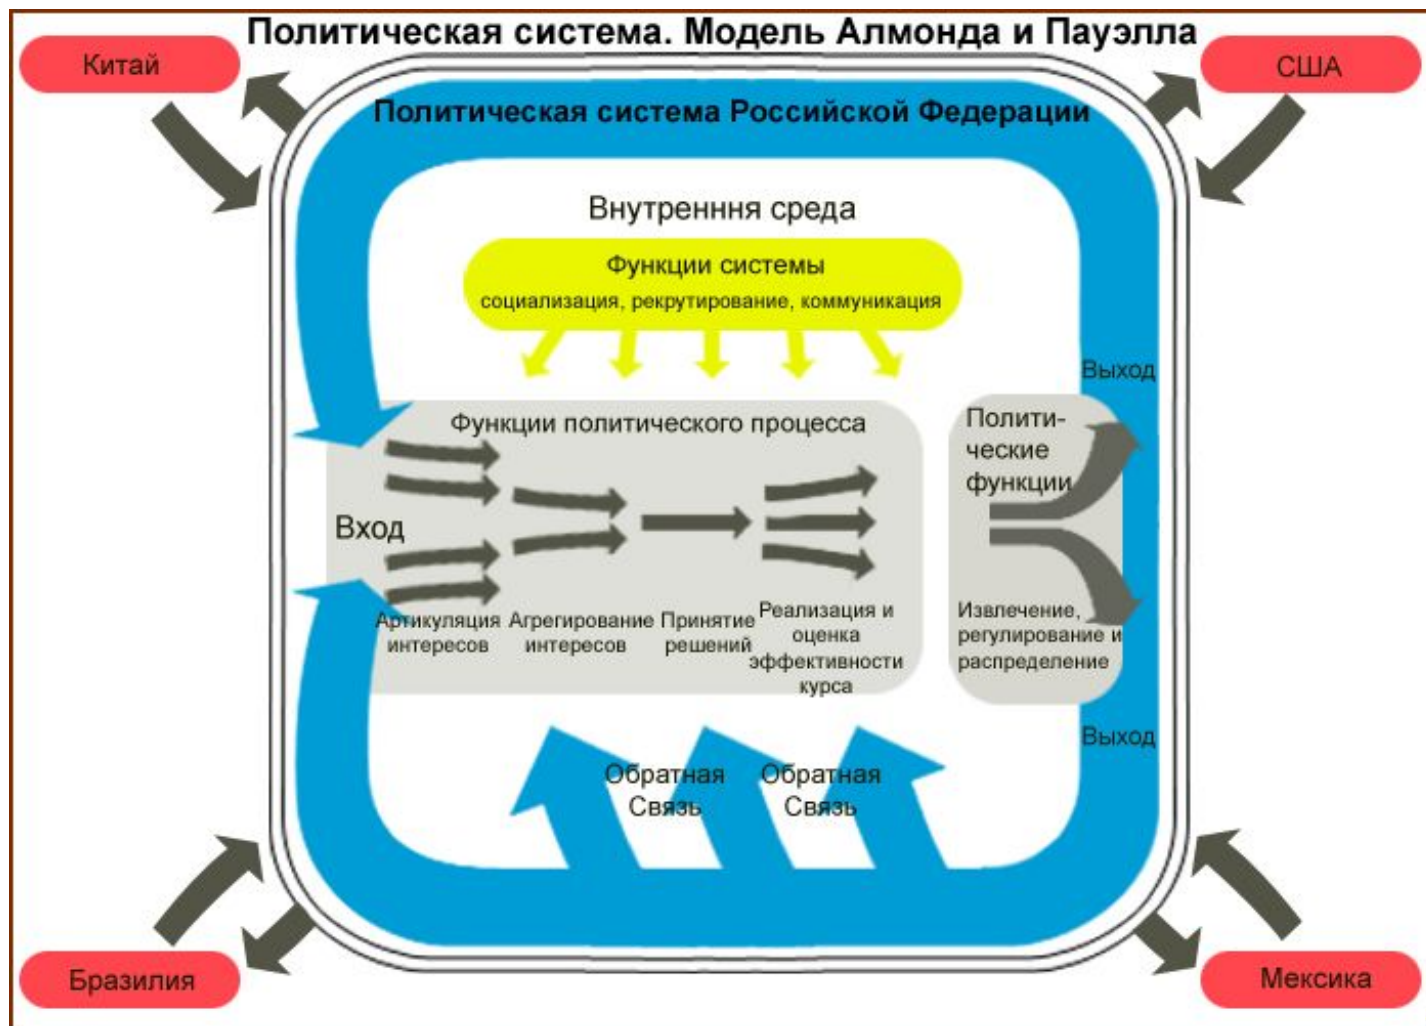 Политическая система. Модель Алмонда и Пауэлла
Китай
США
Политическая система Российской Федерации
Внутренння среда
Функции системы
социализация, рекрутирование, коммуникация
Выход
Функции политического процесса
Полити-
ческие
функции
Вход
Артикуляция
интересов
Агрегирование
интересов
Принятие
решений
Реализация и
оценка
эффективности
курса
Извлечение,
регулирование и
распределение
Выход
Обратная
Связь
Обратная
Связь
Бразилия
Мексика